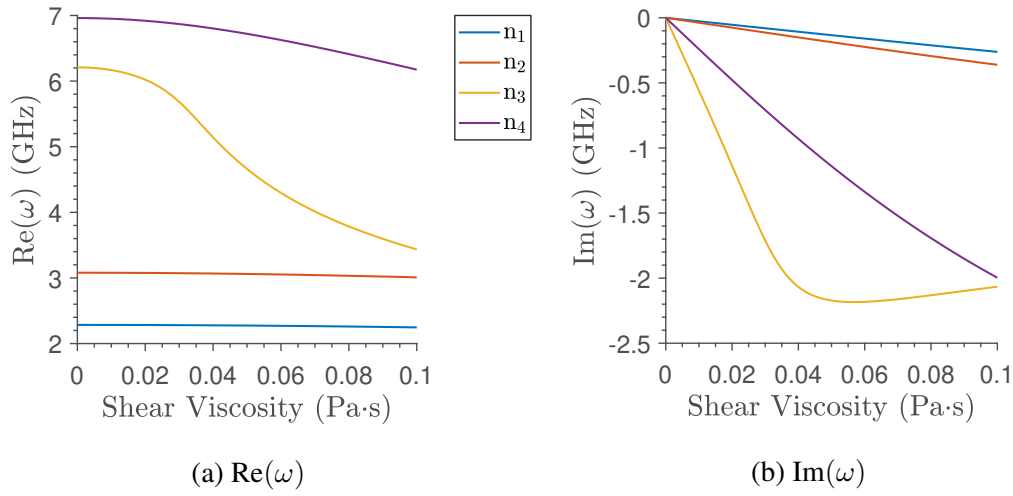 7
6
5
4
3
2
Re(ω) (GHz)
0 0.02 0.04 0.06 0.08 0.1
Shear Viscosity (Pa·s)
n1
n2
n3
n4
0
-0.5
-1
-1.5
-2
-2.5
Im(ω) (GHz)
0 0.02 0.04 0.06 0.08 0.1
Shear Viscosity (Pa·s)
(a) Re(ω)
(b) Im(ω)